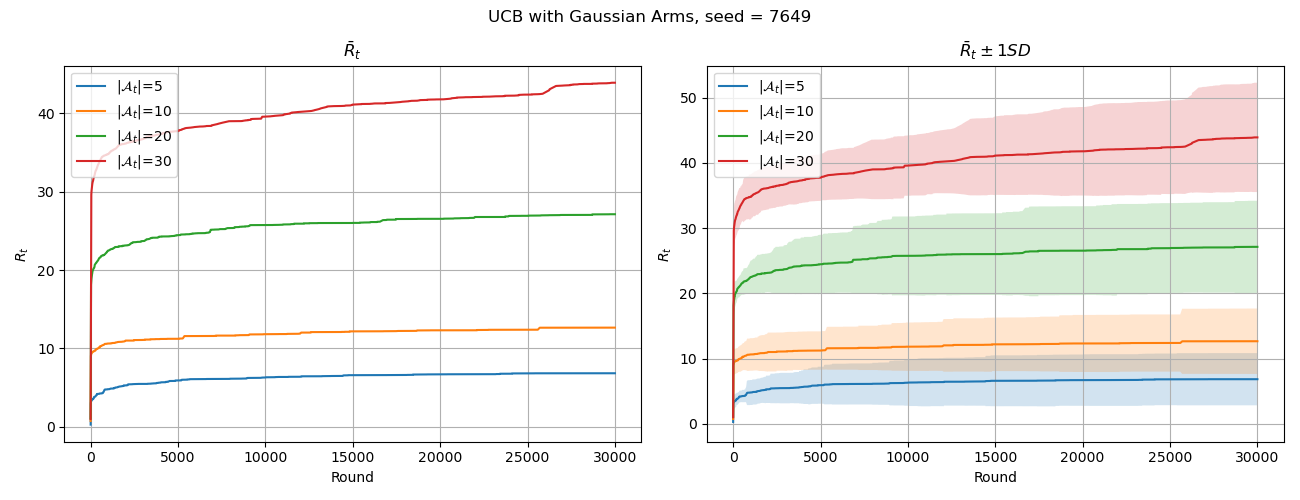 UCB with Gaussian Arms, seed = 7649
R̄ₜ
|𝒜ₜ|=5
|𝒜ₜ|=10
|𝒜ₜ|=20
|𝒜ₜ|=30
40
30
20
10
0
Rₜ
0 5000 10000 15000 20000 25000 30000
Round
R̄ₜ ± 1SD
|𝒜ₜ|=5
|𝒜ₜ|=10
|𝒜ₜ|=20
|𝒜ₜ|=30
50
40
30
20
10
0
Rₜ
0 5000 10000 15000 20000 25000 30000
Round